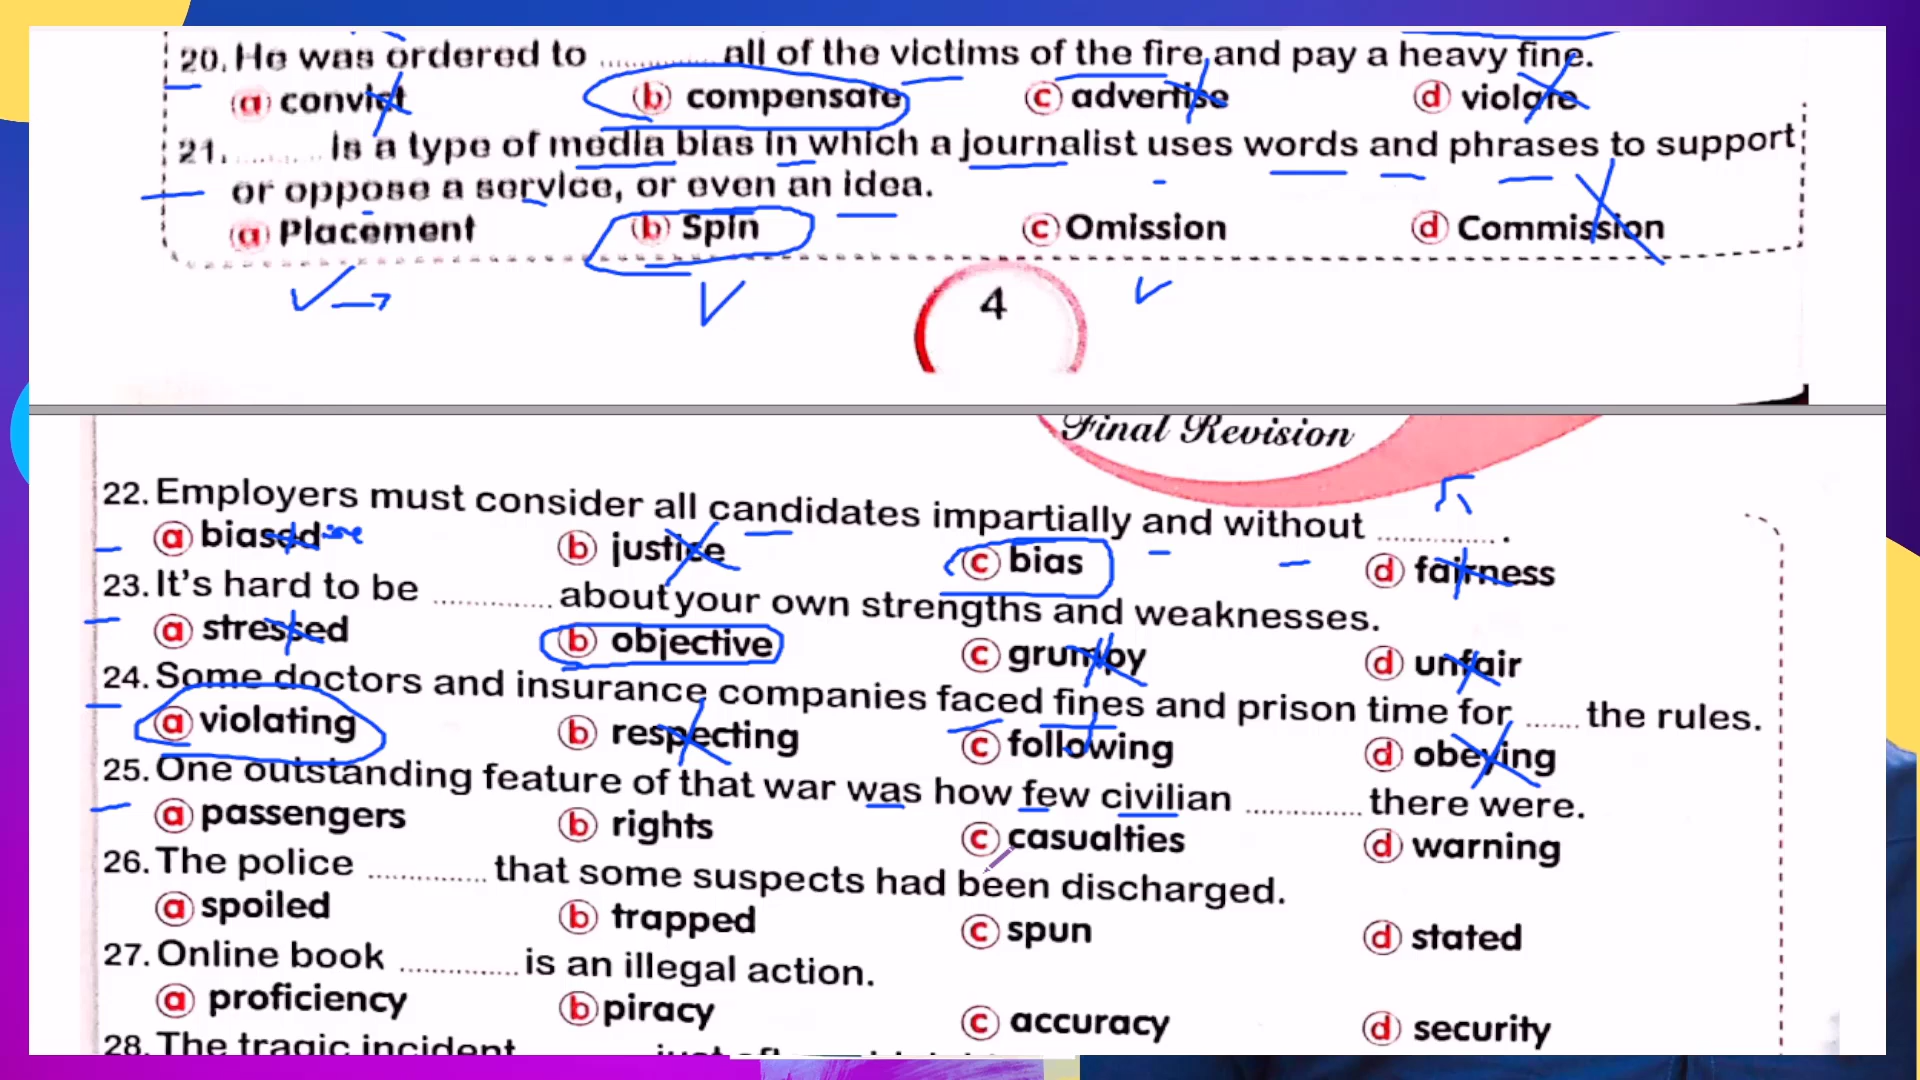 20. He was ordered to ............ all of the victims of the fire and pay a heavy fine.
a convict b compensate c advertise d violate
21. ......... is a type of media bias in which a journalist uses words and phrases to support
or oppose a service, or even an idea.
a Placement b Spin c Omission d Commission
4
Final Revision
22. Employers must consider all candidates impartially and without ............ .
a biased b justice c bias d fairness
23. It's hard to be ............ about your own strengths and weaknesses.
a stressed b objective c grumpy d unfair
24. Some doctors and insurance companies faced fines and prison time for ...... the rules.
a violating b respecting c following d obeying
25. One outstanding feature of that war was how few civilian ............ there were.
a passengers b rights c casualties d warning
26. The police ............ that some suspects had been discharged.
a spoiled b trapped c spun d stated
27. Online book ............ is an illegal action.
a proficiency b piracy c accuracy d security
28. The tragic incident